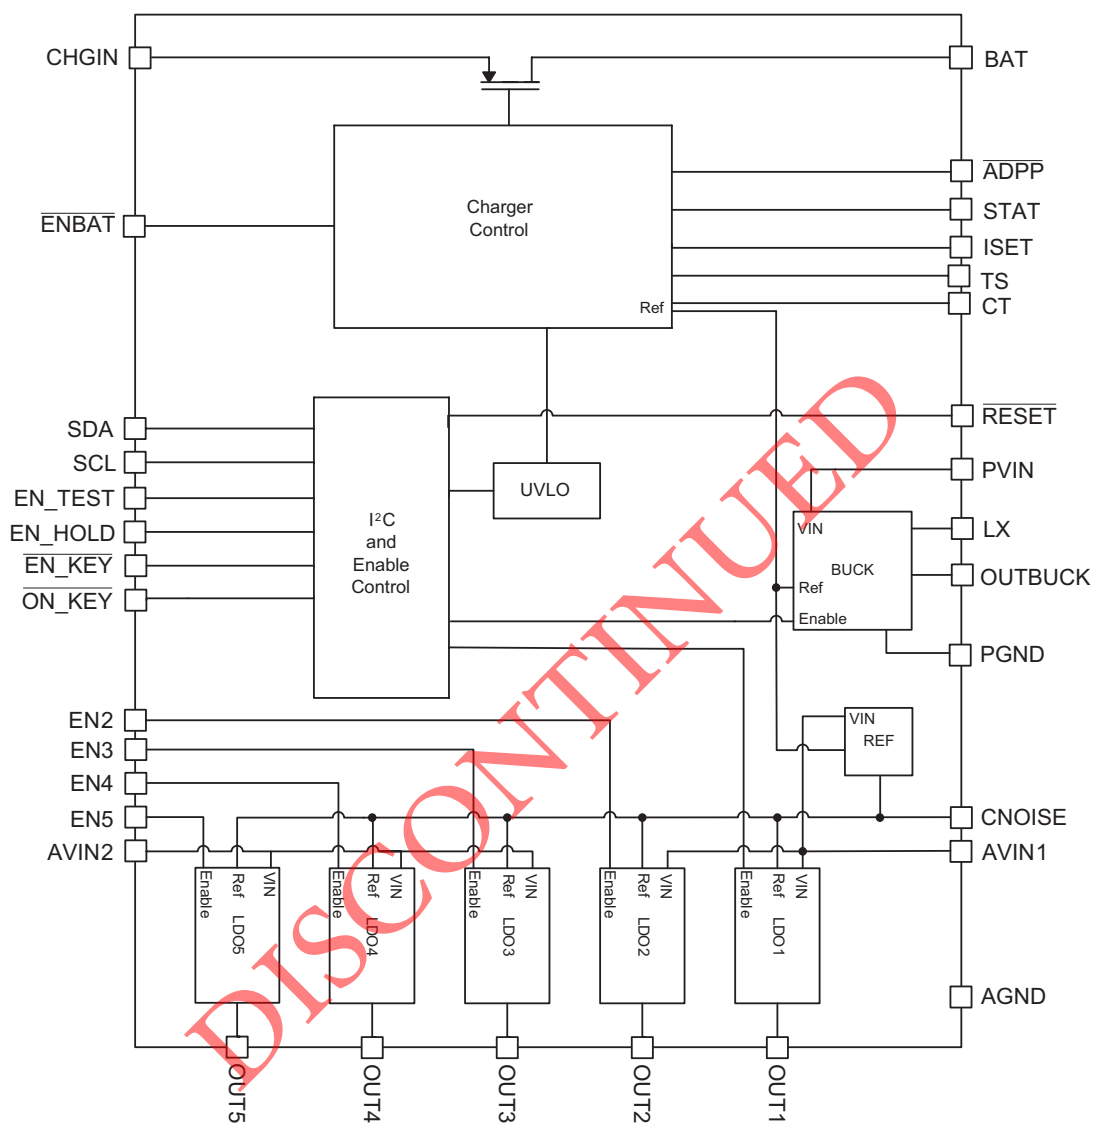 CHGIN
BAT
Charger
Control
ADPP
STAT
ENBAT
ISET
TS
CT
Ref
SDA
SCL
EN_TEST
EN_HOLD
EN_KEY
ON_KEY
I²C
and
Enable
Control
UVLO
RESET
PVIN
VIN
LX
BUCK
OUTBUCK
Ref
Enable
PGND
EN2
EN3
EN4
EN5
AVIN2
VIN
REF
CNOISE
AVIN1
Enable
Ref
VIN
LDO5
Enable
Ref
VIN
LDO4
Enable
Ref
VIN
LDO3
Enable
Ref
VIN
LDO2
Enable
Ref
VIN
LDO1
AGND
OUT5
OUT4
OUT3
OUT2
OUT1
DISCONTINUED